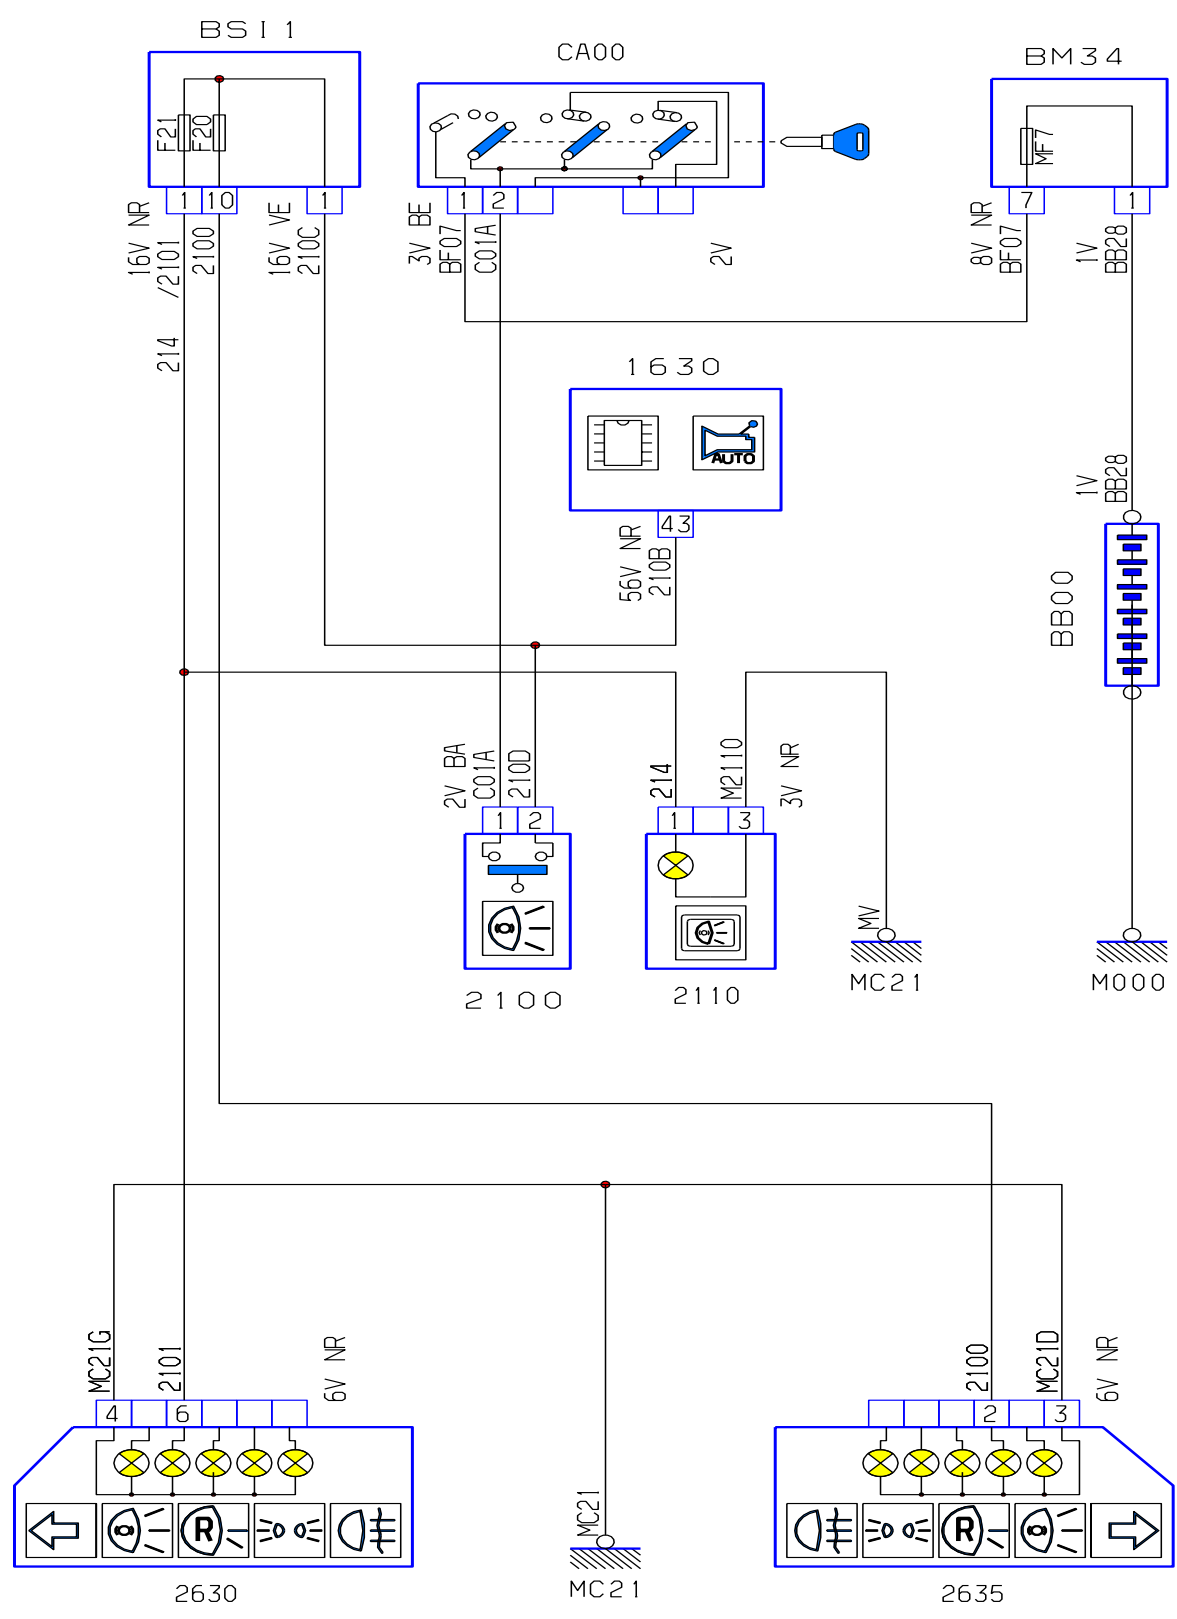 BSI1
CA00
BM34
F21
F20
MF7
1
10
1
1
2
7
1
16V NR
/2101
2100
16V VE
210C
3V BE
BF07
C01A
2V
8V NR
BF07
1V
BB28
214
1630
AUTO
43
56V NR
210B
1V
BB28
BB00
2V BA
C01A
210D
214
M2110
3V NR
1
2
1
3
MV
2100
2110
MC21
M000
MC21G
2101
6V NR
2100
MC21D
6V NR
4
6
2
3
R
R
MC21
2630
MC21
2635